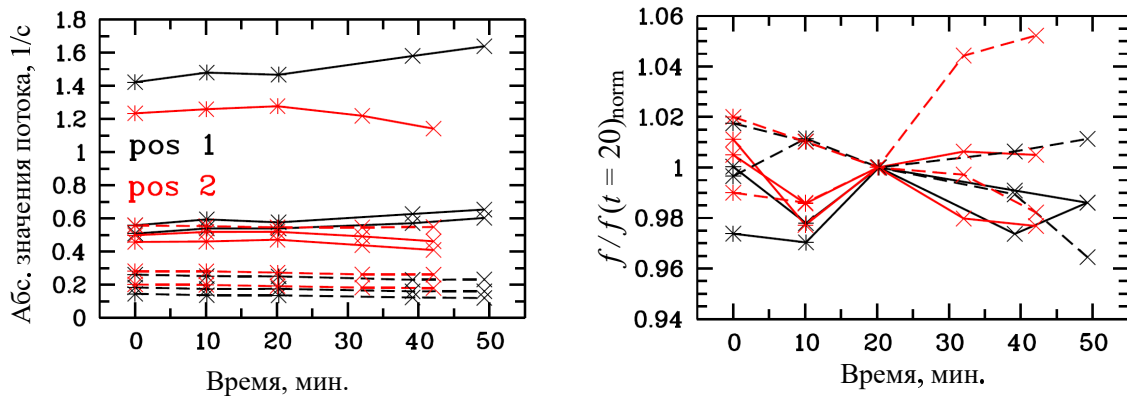 Абс. значения потока, 1/с
1.8
1.6
1.4
1.2
1
0.8
0.6
0.4
0.2
0
pos 1
pos 2
0 10 20 30 40 50
Время, мин.
f / f (t = 20)norm
1.06
1.04
1.02
1
0.98
0.96
0.94
0 10 20 30 40 50
Время, мин.